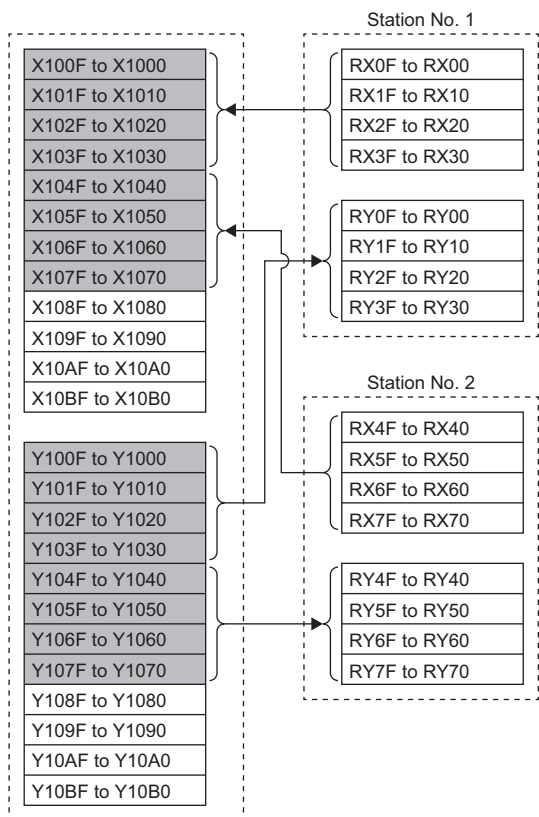 X100F to X1000
X101F to X1010
X102F to X1020
X103F to X1030
X104F to X1040
X105F to X1050
X106F to X1060
X107F to X1070
X108F to X1080
X109F to X1090
X10AF to X10A0
X10BF to X10B0
Y100F to Y1000
Y101F to Y1010
Y102F to Y1020
Y103F to Y1030
Y104F to Y1040
Y105F to Y1050
Y106F to Y1060
Y107F to Y1070
Y108F to Y1080
Y109F to Y1090
Y10AF to Y10A0
Y10BF to Y10B0
Station No. 1
RX0F to RX00
RX1F to RX10
RX2F to RX20
RX3F to RX30
RY0F to RY00
RY1F to RY10
RY2F to RY20
RY3F to RY30
Station No. 2
RX4F to RX40
RX5F to RX50
RX6F to RX60
RX7F to RX70
RY4F to RY40
RY5F to RY50
RY6F to RY60
RY7F to RY70